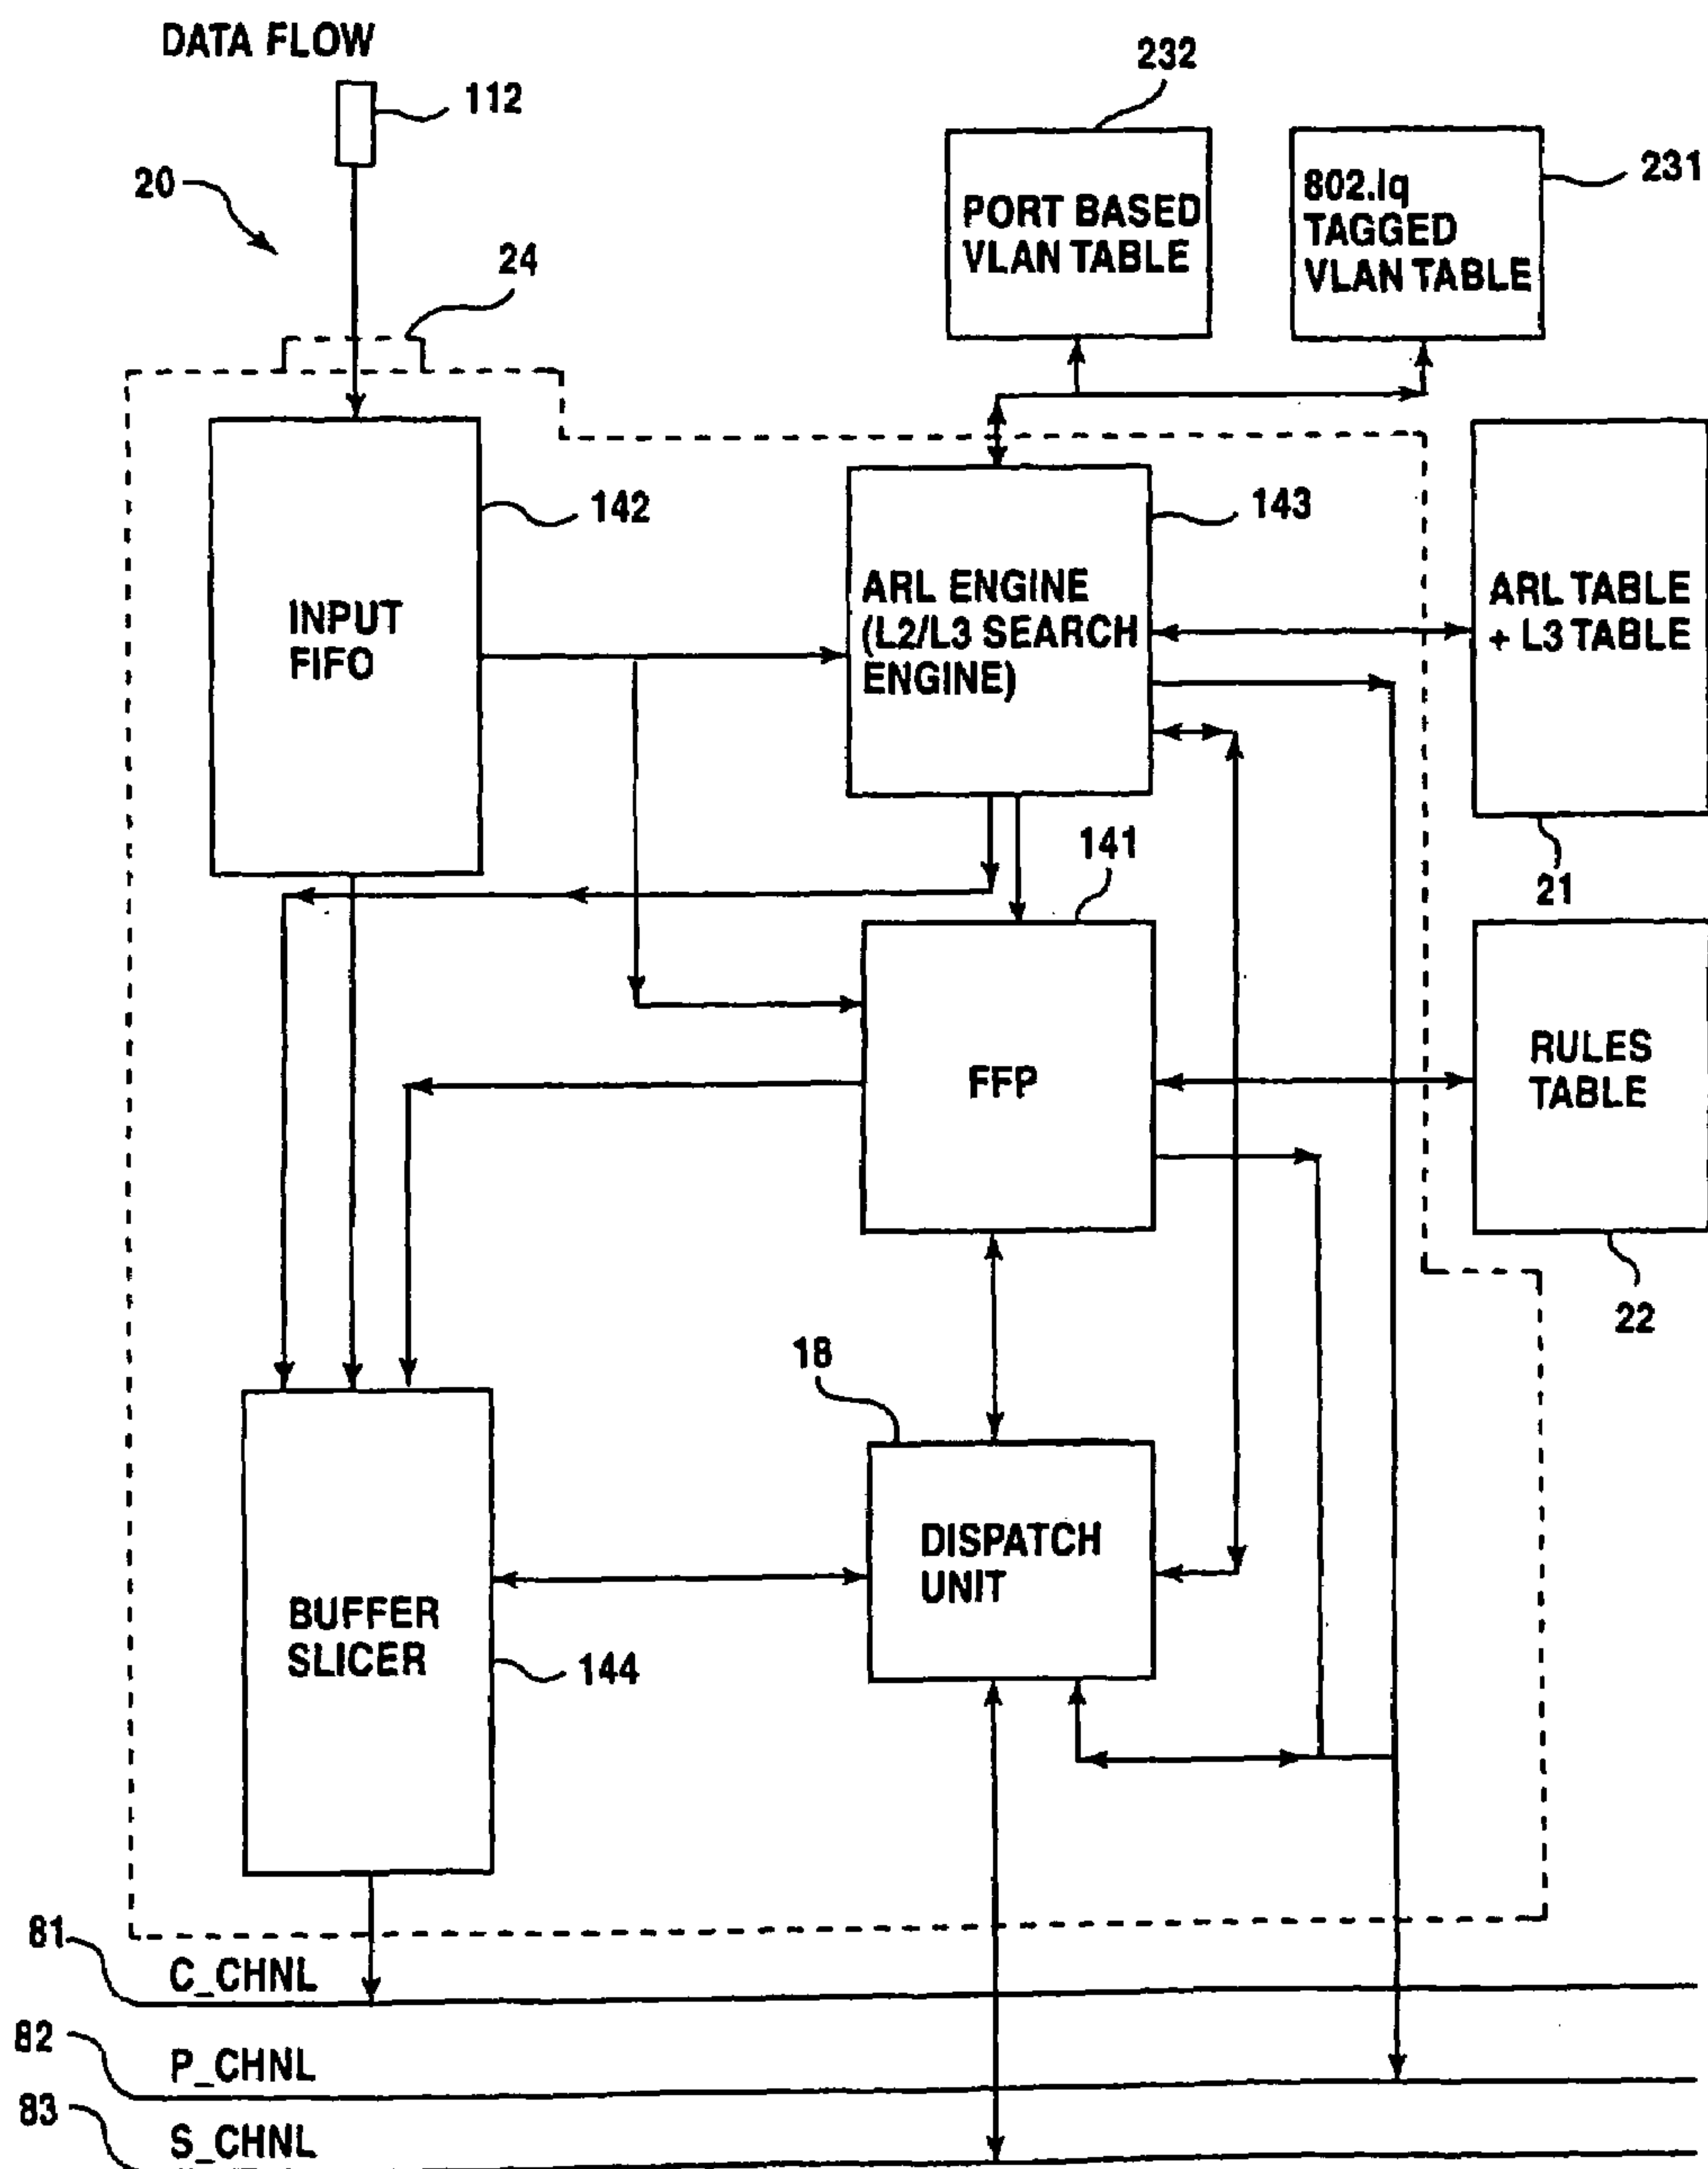 DATA FLOW
112
20
24
232
PORT BASED
VLAN TABLE
231
802.1q
TAGGED
VLAN TABLE
INPUT
FIFO
142
ARL ENGINE
(L2/L3 SEARCH
ENGINE)
143
ARL TABLE
+ L3 TABLE
21
141
FFP
RULES
TABLE
22
18
DISPATCH
UNIT
BUFFER
SLICER
144
81
C_CHNL
82
P_CHNL
83
S_CHNL